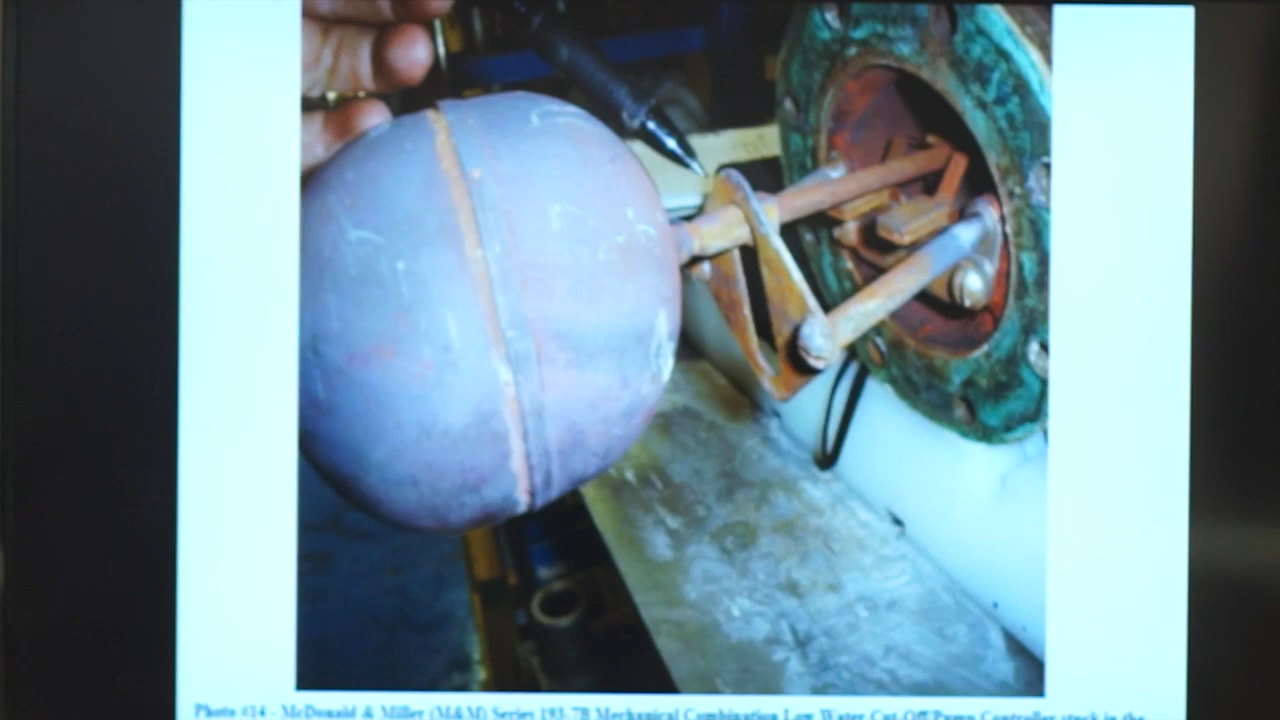 Photo #14 - McDonald & Miller (M&M) Series 193-7B Mechanical Combination Low Water Cut-Off/Pump Controller stuck in the